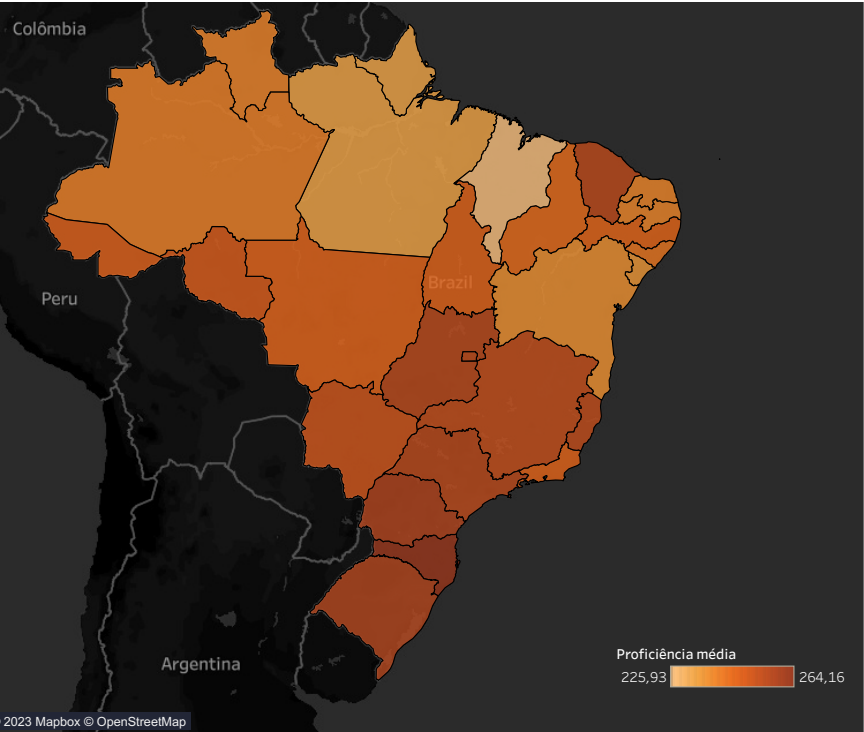 Colômbia
Brazil
Peru
Argentina
Proficiência média
225,93
264,16
2023 Mapbox © OpenStreetMap